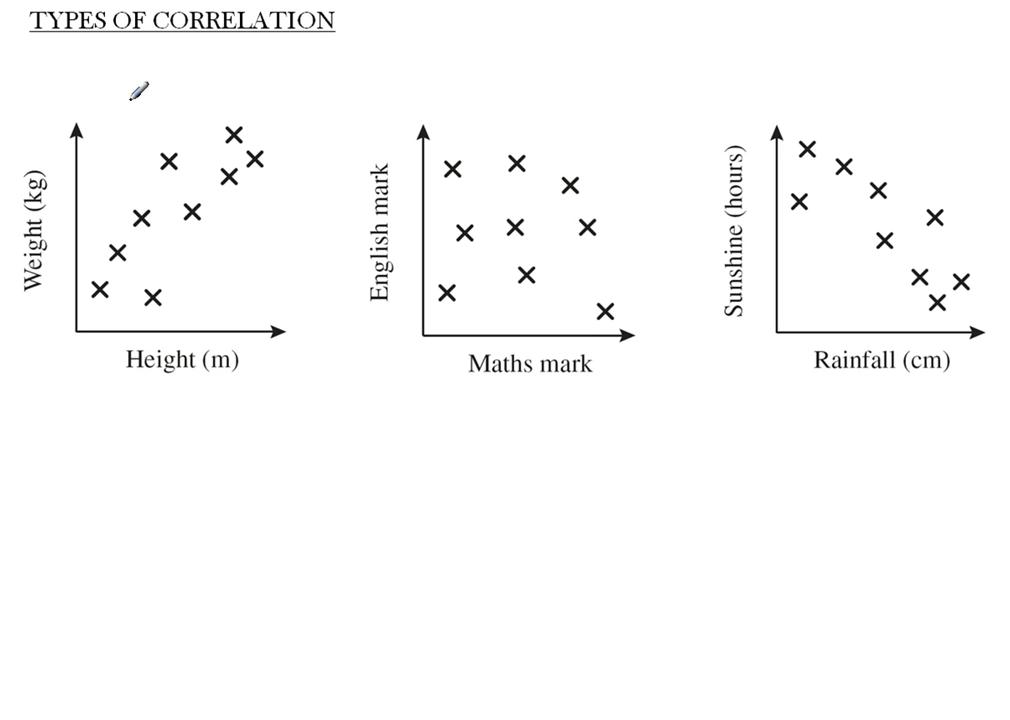 TYPES OF CORRELATION
Weight (kg)
Height (m)
English mark
Maths mark
Sunshine (hours)
Rainfall (cm)